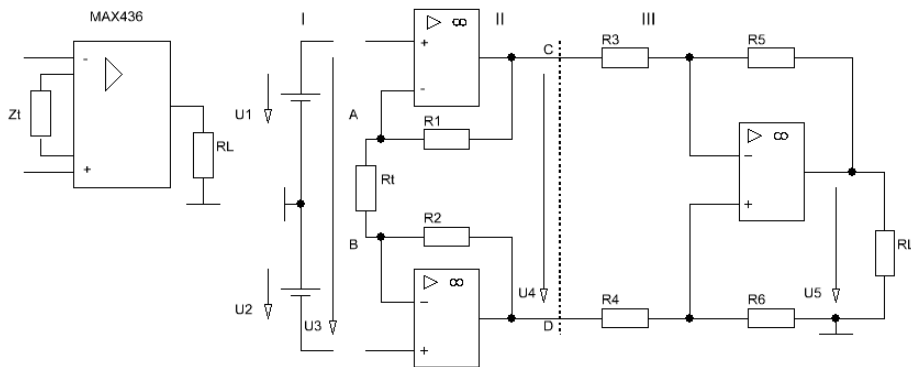 MAX436
I
II
III
Zt
-
+
RL
U1
U2
U3
A
B
Rt
▷ ∞
+
-
R1
R2
▷ ∞
-
+
C
D
U4
R3
R4
R5
R6
▷ ∞
-
+
U5
RL